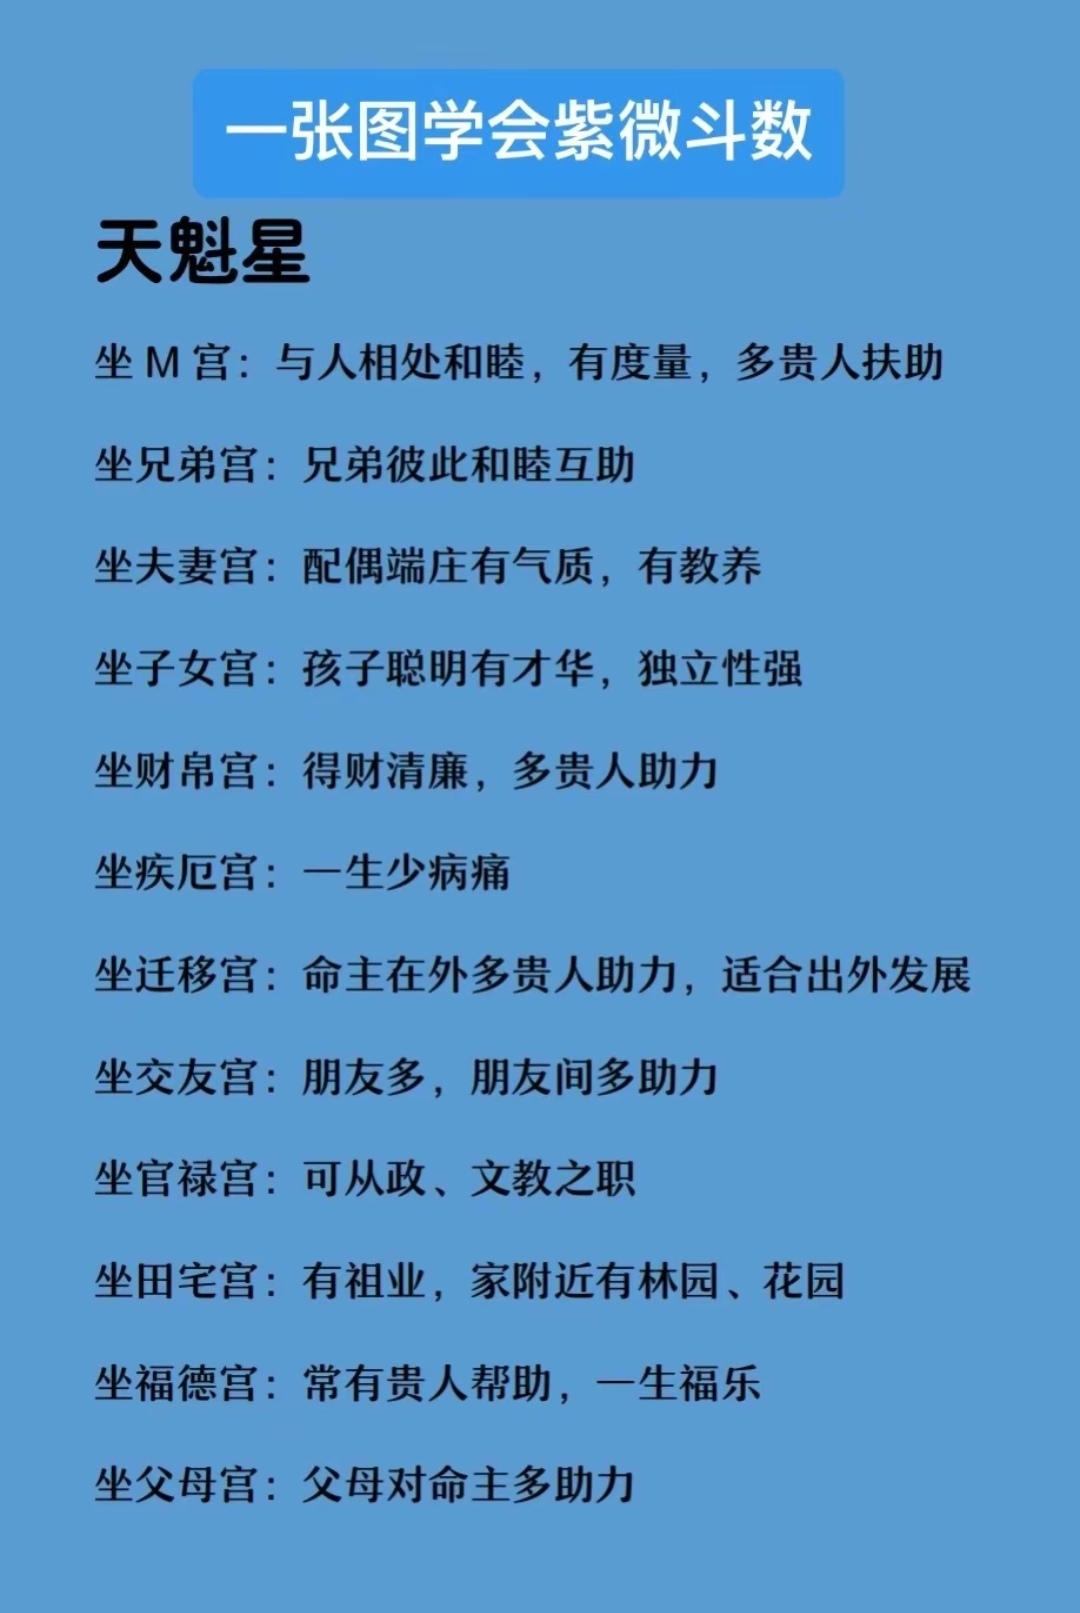 一张图学会紫微斗数
天魁星
坐 M 宫：与人相处和睦，有度量，多贵人扶助
坐兄弟宫：兄弟彼此和睦互助
坐夫妻宫：配偶端庄有气质，有教养
坐子女宫：孩子聪明有才华，独立性强
坐财帛宫：得财清廉，多贵人助力
坐疾厄宫：一生少病痛
坐迁移宫：命主在外多贵人助力，适合出外发展
坐交友宫：朋友多，朋友间多助力
坐官禄宫：可从政、文教之职
坐田宅宫：有祖业，家附近有林园、花园
坐福德宫：常有贵人帮助，一生福乐
坐父母宫：父母对命主多助力